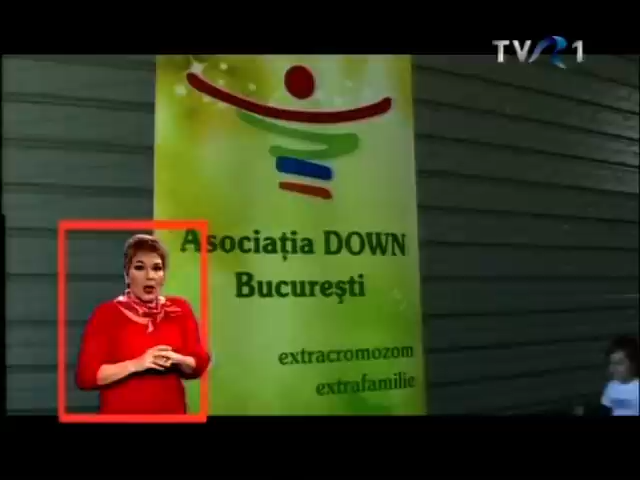 TVR1
Asociația DOWN
București
extracromozom
extrafamilie